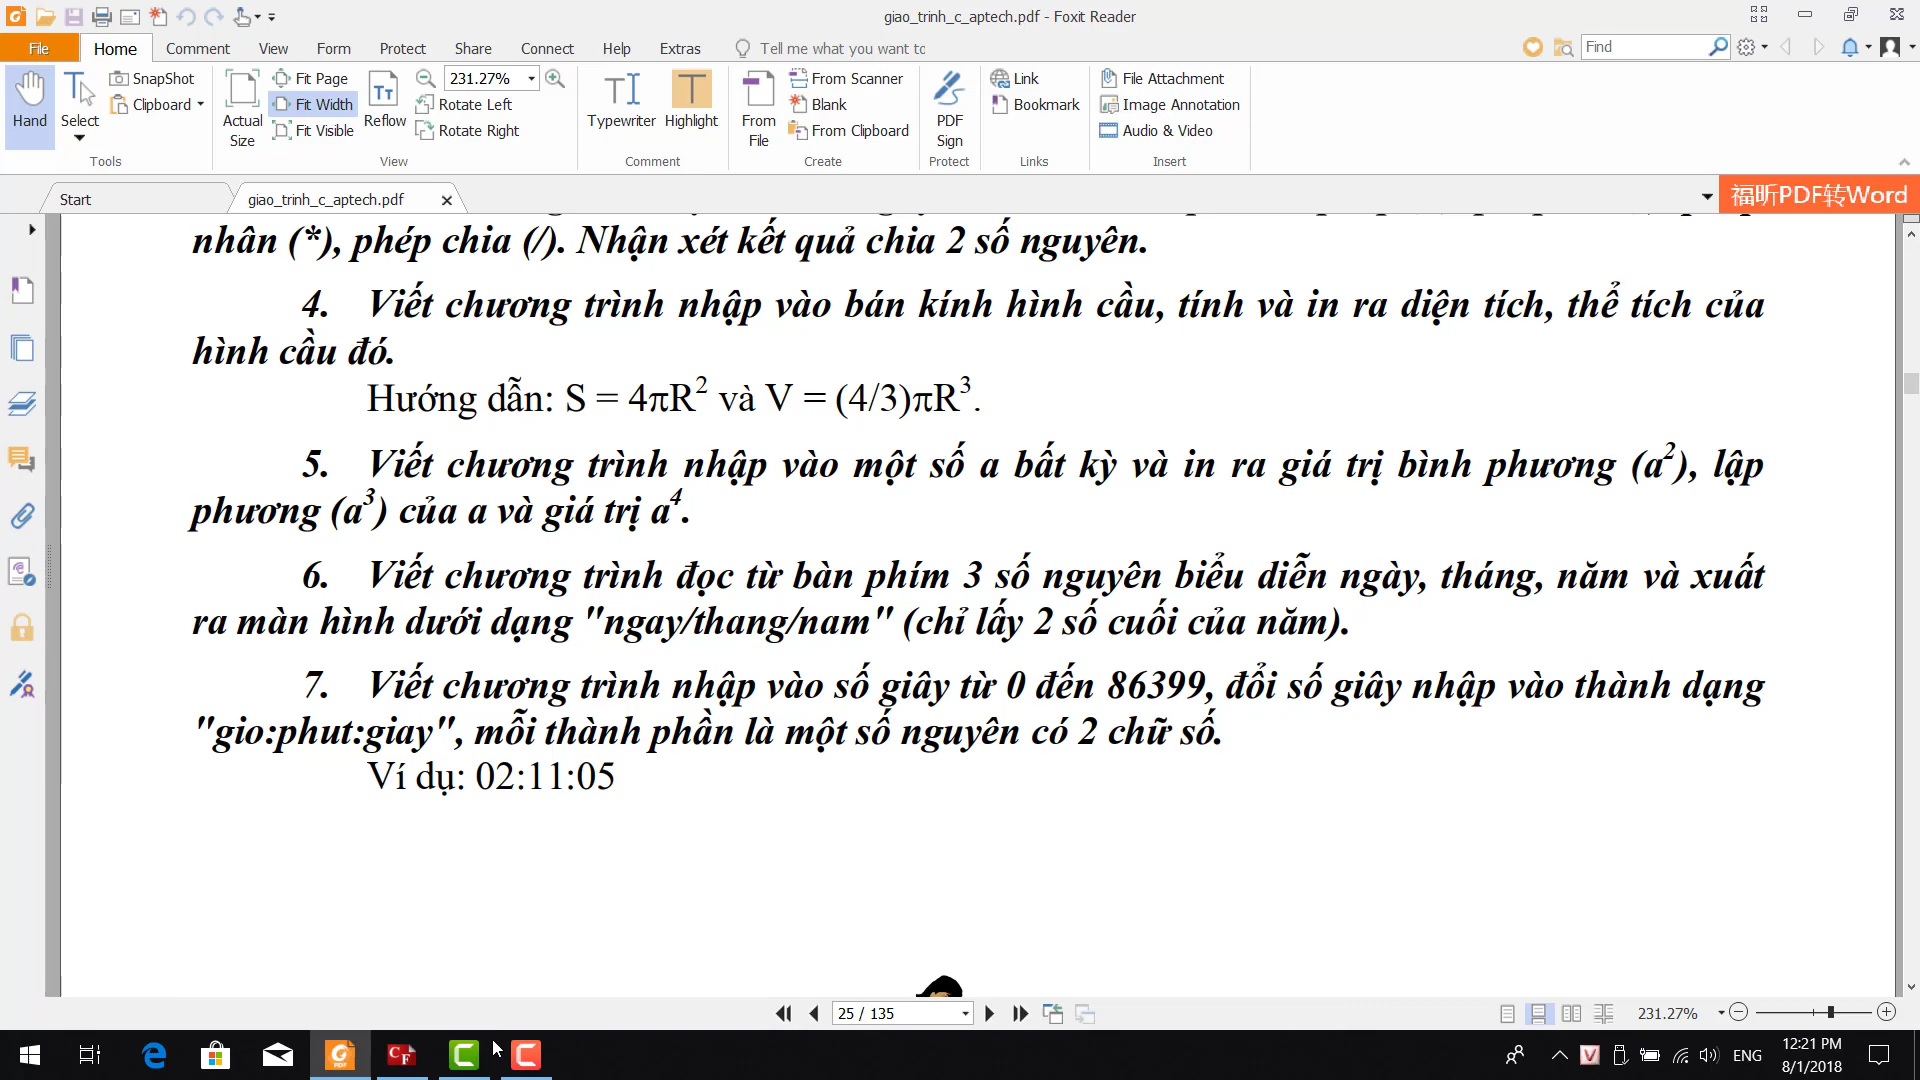 giao_trinh_c_aptech.pdf - Foxit Reader
File Home Comment View Form Protect Share Connect Help Extras Tell me what you want to Find
Hand Select SnapShot Clipboard
Tools
Actual Size Fit Page Fit Width Fit Visible Reflow 231.27% Rotate Left Rotate Right
View
Typewriter Highlight
Comment
From File From Scanner Blank From Clipboard
Create
PDF Sign
Protect
Link Bookmark
Links
File Attachment Image Annotation Audio & Video
Insert
Start giao_trinh_c_aptech.pdf 福昕PDF转Word
nhân (*), phép chia (/). Nhận xét kết quả chia 2 số nguyên.
4. Viết chương trình nhập vào bán kính hình cầu, tính và in ra diện tích, thể tích của
hình cầu đó.
Hướng dẫn: S = 4πR² và V = (4/3)πR³.
5. Viết chương trình nhập vào một số a bất kỳ và in ra giá trị bình phương (a²), lập
phương (a³) của a và giá trị a⁴.
6. Viết chương trình đọc từ bàn phím 3 số nguyên biểu diễn ngày, tháng, năm và xuất
ra màn hình dưới dạng "ngay/thang/nam" (chỉ lấy 2 số cuối của năm).
7. Viết chương trình nhập vào số giây từ 0 đến 86399, đổi số giây nhập vào thành dạng
"gio:phut:giay", mỗi thành phần là một số nguyên có 2 chữ số.
Ví dụ: 02:11:05
25 / 135 231.27%
ENG 12:21 PM
8/1/2018